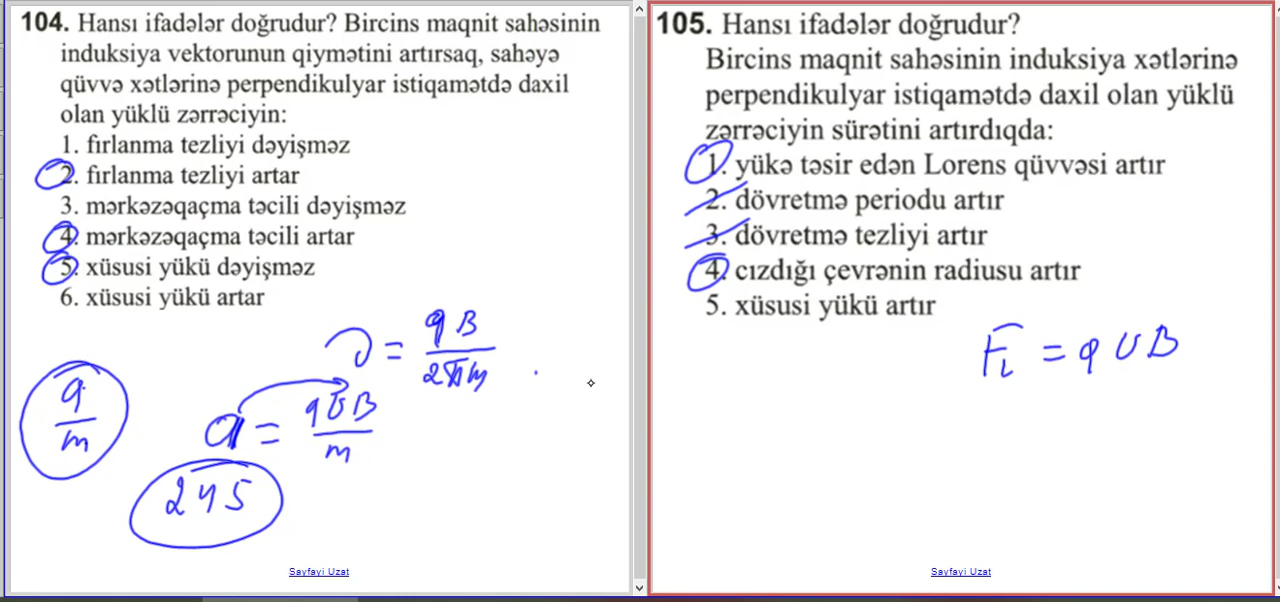 104. Hansı ifadələr doğrudur? Bircins maqnit sahəsinin
induksiya vektorunun qiymətini artırsaq, sahəyə
qüvvə xətlərinə perpendikulyar istiqamətdə daxil
olan yüklü zərrəciyin:
1. fırlanma tezliyi dəyişməz
2. fırlanma tezliyi artar
3. mərkəzəqaçma təcili dəyişməz
4. mərkəzəqaçma təcili artar
5. xüsusi yükü dəyişməz
6. xüsusi yükü artar
ν = qB / 2πm
q / m
a = qυB / m
245
Sayfayi Uzat
105. Hansı ifadələr doğrudur?
Bircins maqnit sahəsinin induksiya xətlərinə
perpendikulyar istiqamətdə daxil olan yüklü
zərrəciyin sürətini artırdıqda:
1. yükə təsir edən Lorens qüvvəsi artır
2. dövretmə periodu artır
3. dövretmə tezliyi artır
4. cızdığı çevrənin radiusu artır
5. xüsusi yükü artır
F_L = qυB
Sayfayi Uzat